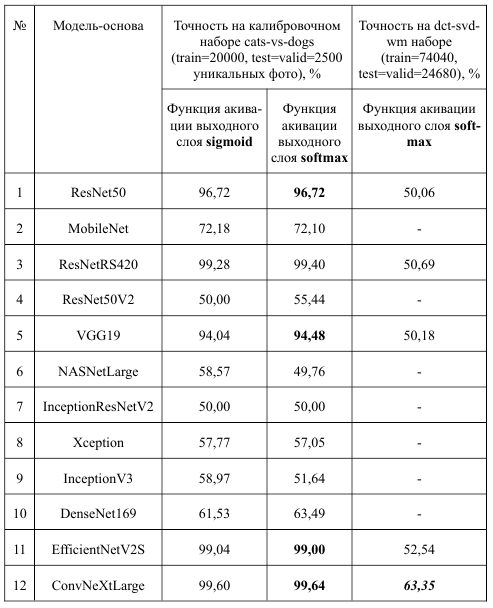 №
Модель-основа
Точность на калибровочном
наборе cats-vs-dogs
(train=20000, test=valid=2500
уникальных фото), %
Точность на dct-svd-
wm наборе
(train=74040,
test=valid=24680), %
Функция акива-
ции выходного
слоя sigmoid
Функция
акивации
выходного
слоя softmax
Функция акивации
выходного слоя soft-
max
1 ResNet50 96,72 96,72 50,06
2 MobileNet 72,18 72,10 -
3 ResNetRS420 99,28 99,40 50,69
4 ResNet50V2 50,00 55,44 -
5 VGG19 94,04 94,48 50,18
6 NASNetLarge 58,57 49,76 -
7 InceptionResNetV2 50,00 50,00 -
8 Xception 57,77 57,05 -
9 InceptionV3 58,97 51,64 -
10 DenseNet169 61,53 63,49 -
11 EfficientNetV2S 99,04 99,00 52,54
12 ConvNeXtLarge 99,60 99,64 63,35